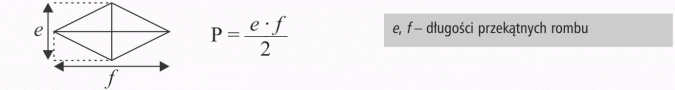 e
P = e · f / 2
e, f – długości przekątnych rombu
f